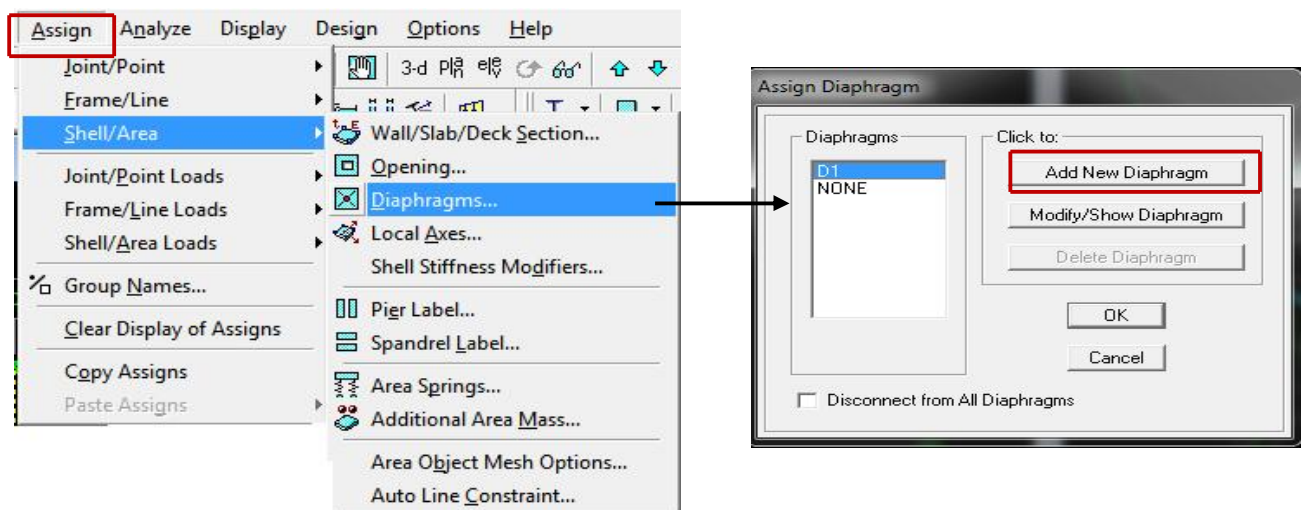 Assign Analyze Display Design Options Help
Joint/Point
Frame/Line
Shell/Area
Joint/Point Loads
Frame/Line Loads
Shell/Area Loads
Group Names...
Clear Display of Assigns
Copy Assigns
Paste Assigns
3-d
Wall/Slab/Deck Section...
Opening...
Diaphragms...
Local Axes...
Shell Stiffness Modifiers...
Pier Label...
Spandrel Label...
Area Springs...
Additional Area Mass...
Area Object Mesh Options...
Auto Line Constraint...
Assign Diaphragm
Diaphragms
D1
NONE
Click to:
Add New Diaphragm
Modify/Show Diaphragm
Delete Diaphragm
OK
Cancel
Disconnect from All Diaphragms